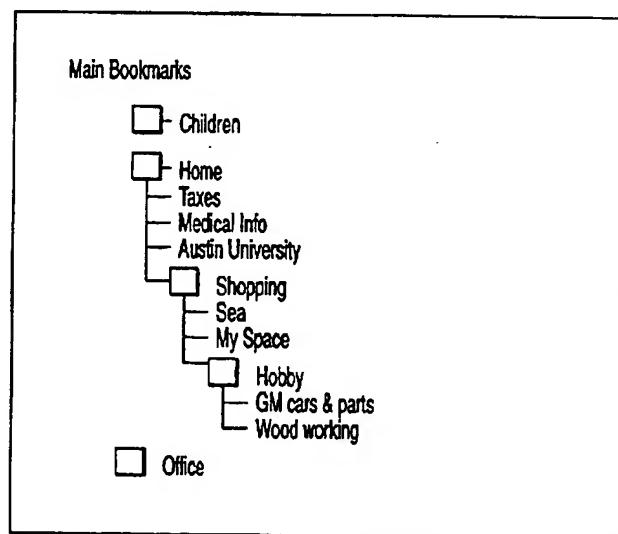 Main Bookmarks
Children
Home
Taxes
Medical Info
Austin University
Shopping
Sea
My Space
Hobby
GM cars & parts
Wood working
Office